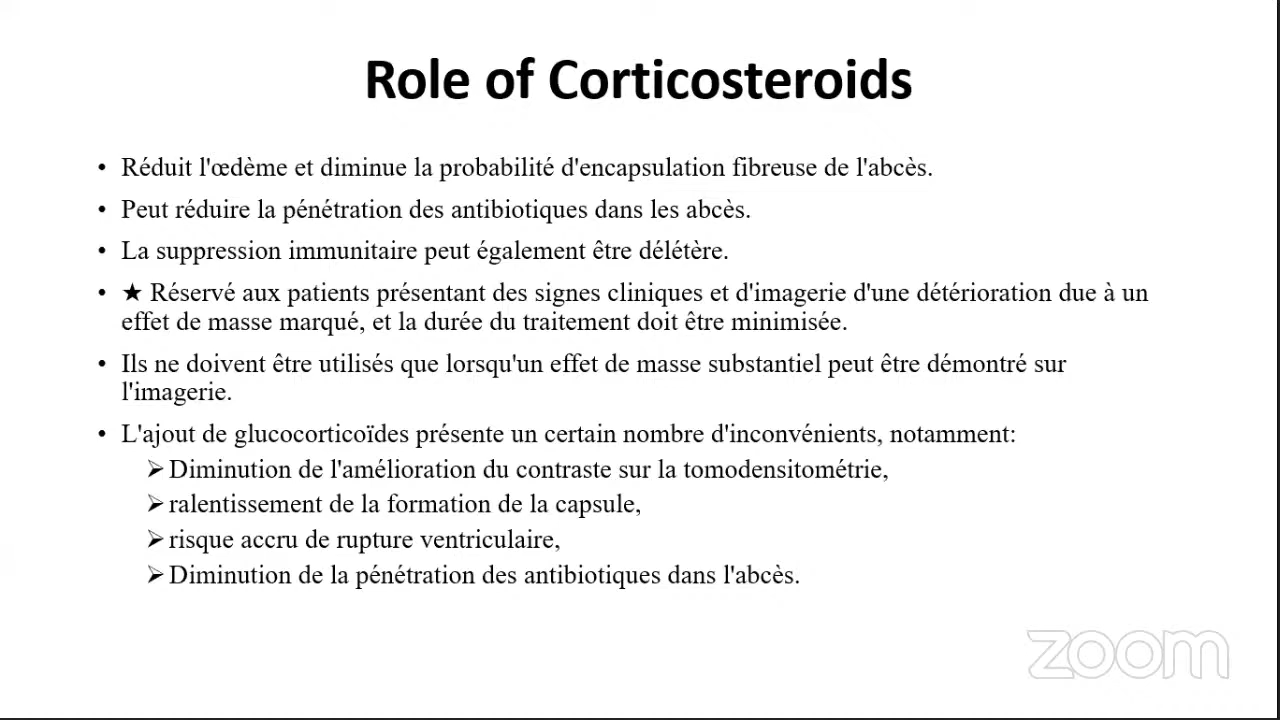 Role of Corticosteroids
• Réduit l'œdème et diminue la probabilité d'encapsulation fibreuse de l'abcès.
• Peut réduire la pénétration des antibiotiques dans les abcès.
• La suppression immunitaire peut également être délétère.
• ★ Réservé aux patients présentant des signes cliniques et d'imagerie d'une détérioration due à un
effet de masse marqué, et la durée du traitement doit être minimisée.
• Ils ne doivent être utilisés que lorsqu'un effet de masse substantiel peut être démontré sur
l'imagerie.
• L'ajout de glucocorticoïdes présente un certain nombre d'inconvénients, notamment:
➢ Diminution de l'amélioration du contraste sur la tomodensitométrie,
➢ ralentissement de la formation de la capsule,
➢ risque accru de rupture ventriculaire,
➢ Diminution de la pénétration des antibiotiques dans l'abcès.
zoom